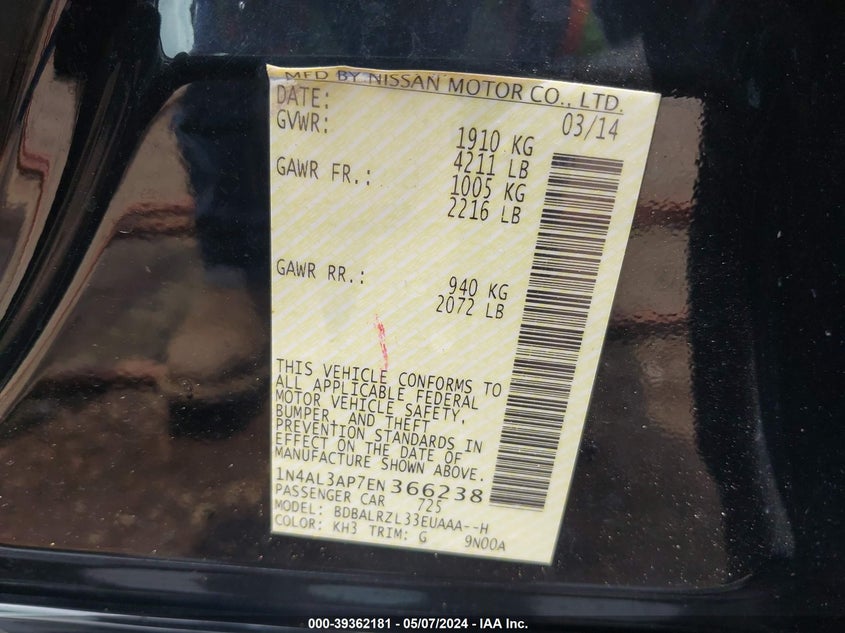 MFD BY NISSAN MOTOR CO., LTD.
DATE: 03/14
GVWR: 1910 KG
4211 LB
GAWR FR.: 1005 KG
2216 LB
GAWR RR.: 940 KG
2072 LB
THIS VEHICLE CONFORMS TO
ALL APPLICABLE FEDERAL
MOTOR VEHICLE SAFETY,
BUMPER, AND THEFT
PREVENTION STANDARDS IN
EFFECT ON THE DATE OF
MANUFACTURE SHOWN ABOVE.
1N4AL3AP7EN366238
PASSENGER CAR 725
MODEL: BDBALRZL33EUAAA--H
COLOR: KH3 TRIM: G 9N00A
000-39362181 - 05/07/2024 - IAA Inc.